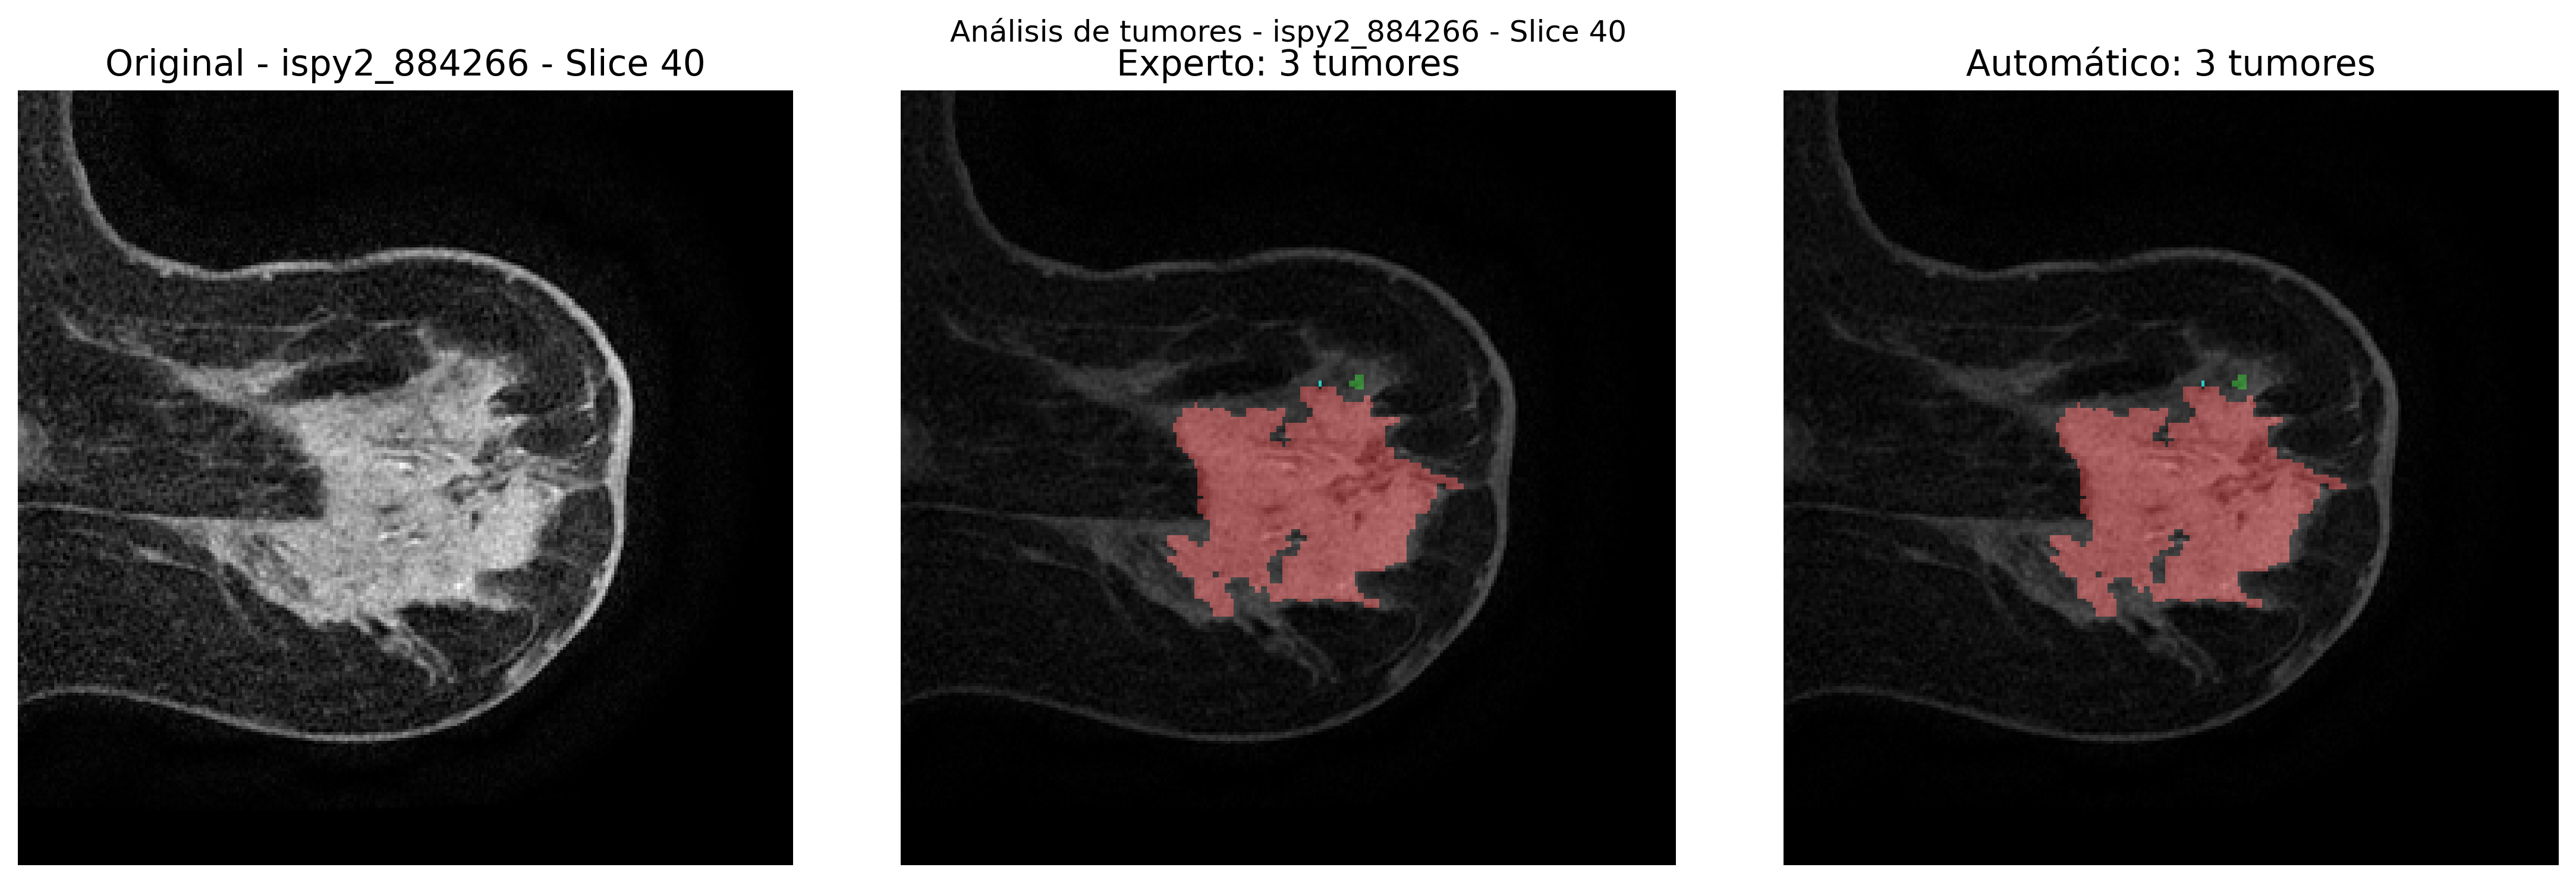 Análisis de tumores - ispy2_884266 - Slice 40
Original - ispy2_884266 - Slice 40
Experto: 3 tumores
Automático: 3 tumores